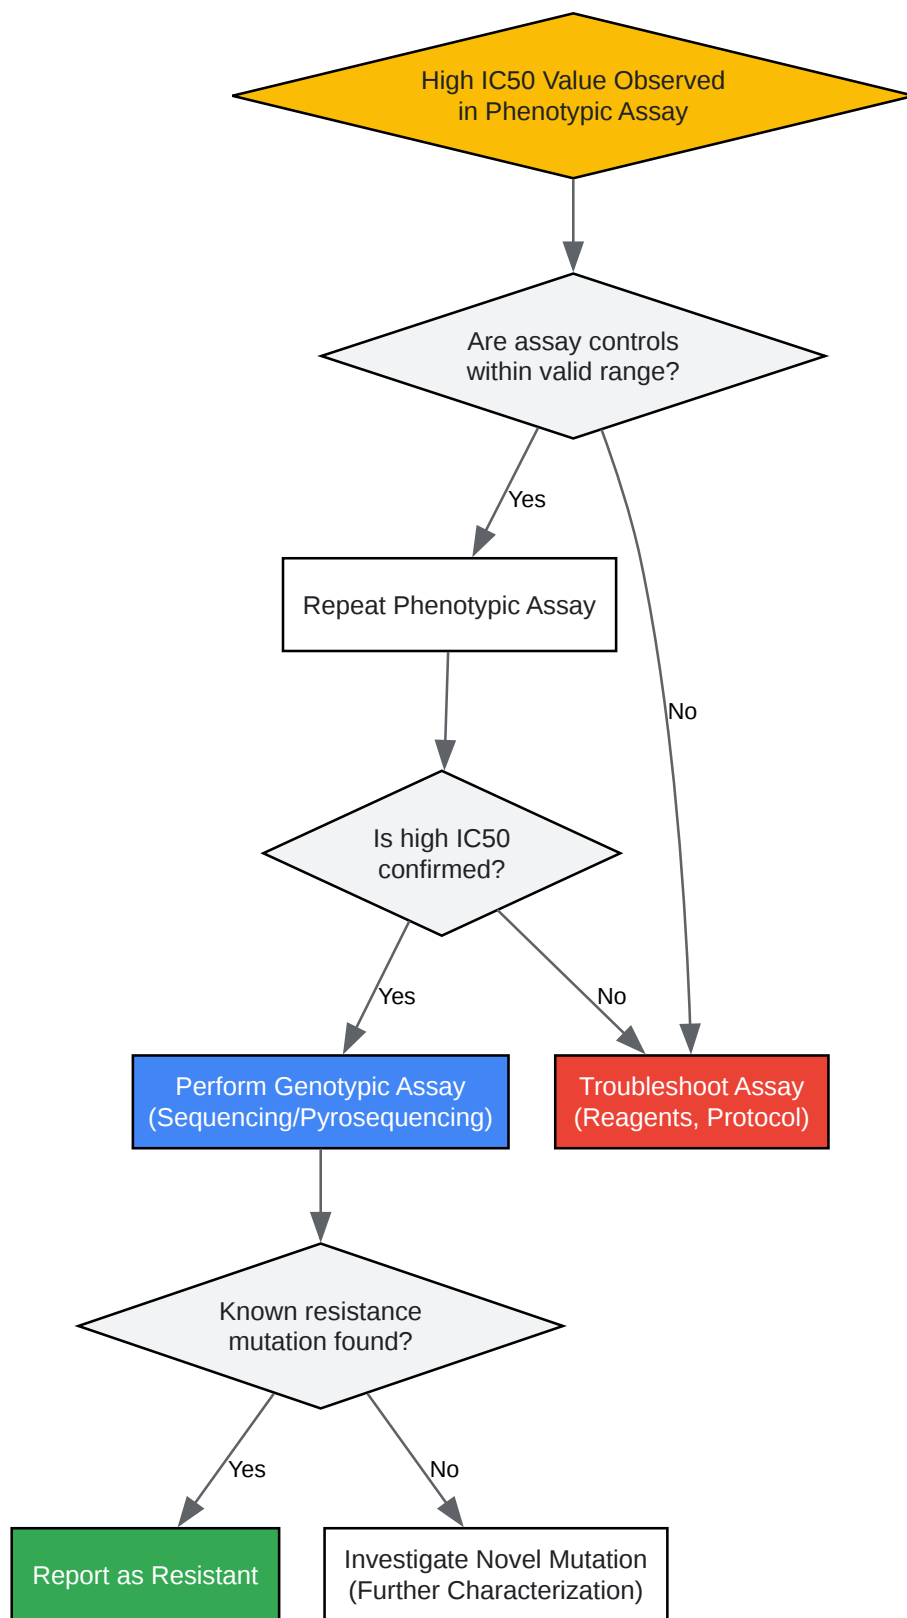 High IC50 Value Observed
in Phenotypic Assay
Are assay controls
within valid range?
Yes
Repeat Phenotypic Assay
No
Is high IC50
confirmed?
Yes
No
Perform Genotypic Assay
(Sequencing/Pyrosequencing)
Troubleshoot Assay
(Reagents, Protocol)
Known resistance
mutation found?
Yes
No
Report as Resistant
Investigate Novel Mutation
(Further Characterization)